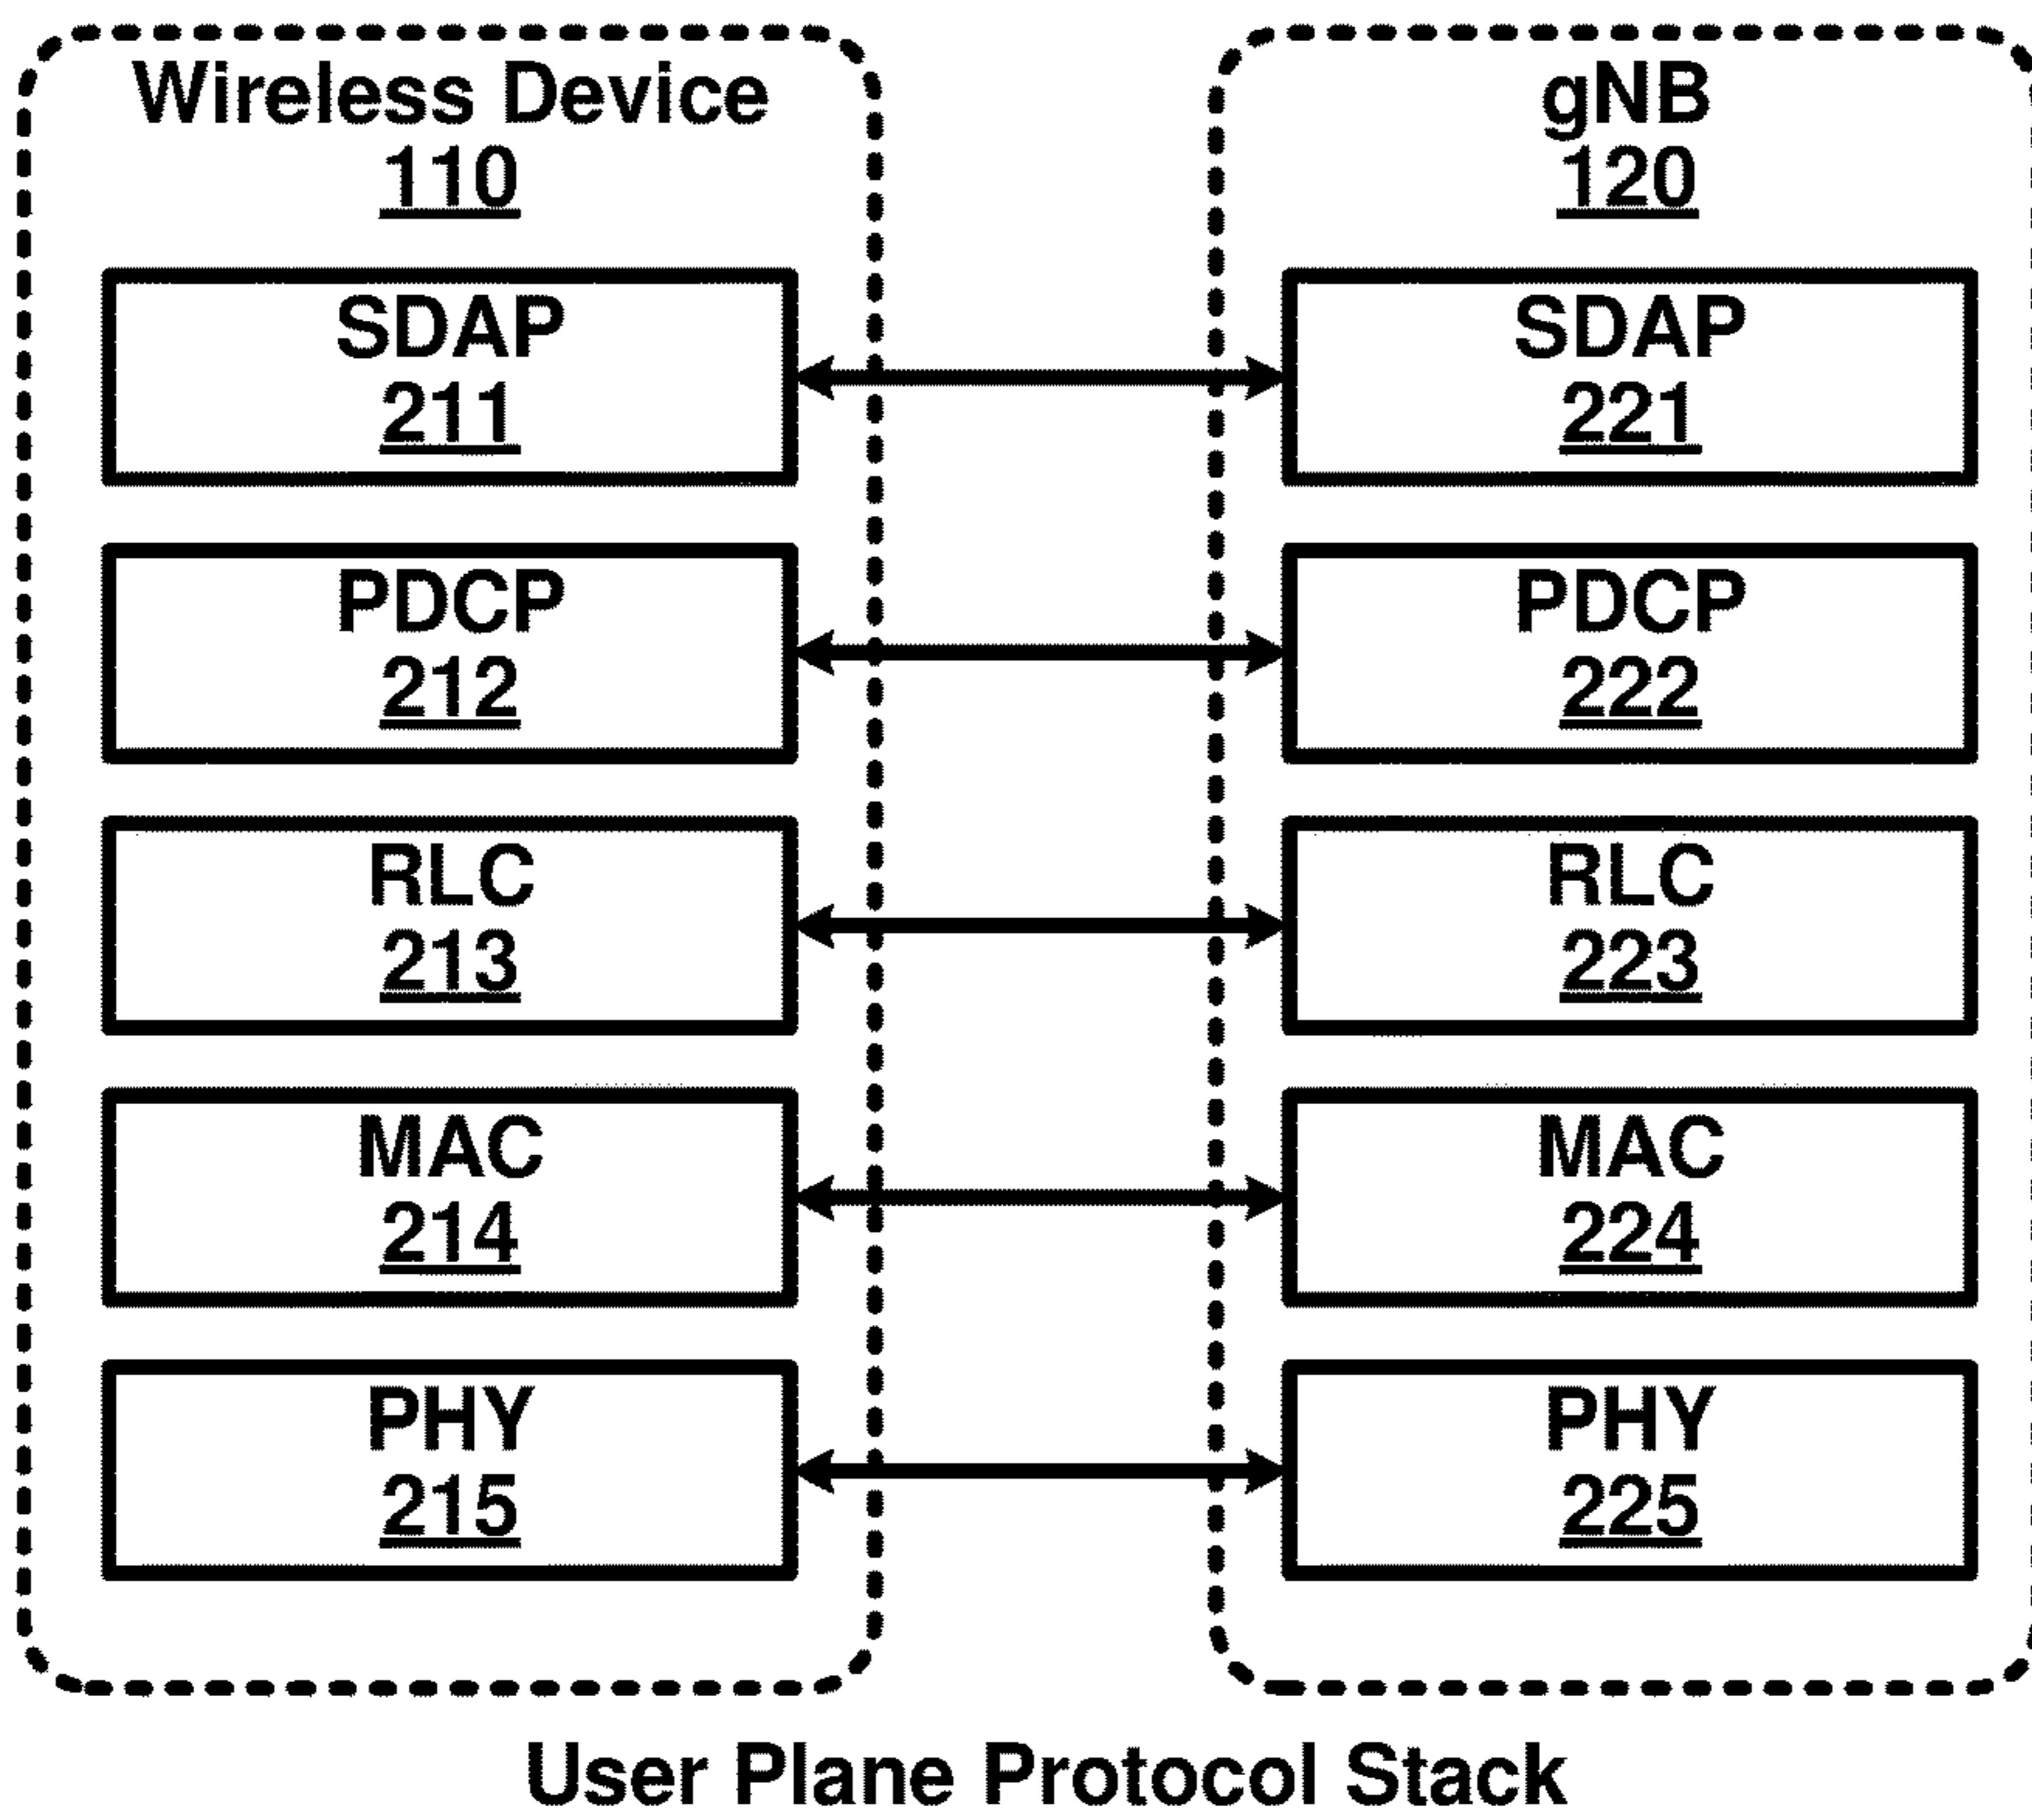 Wireless Device
110
SDAP
211
PDCP
212
RLC
213
MAC
214
PHY
215
gNB
120
SDAP
221
PDCP
222
RLC
223
MAC
224
PHY
225
User Plane Protocol Stack